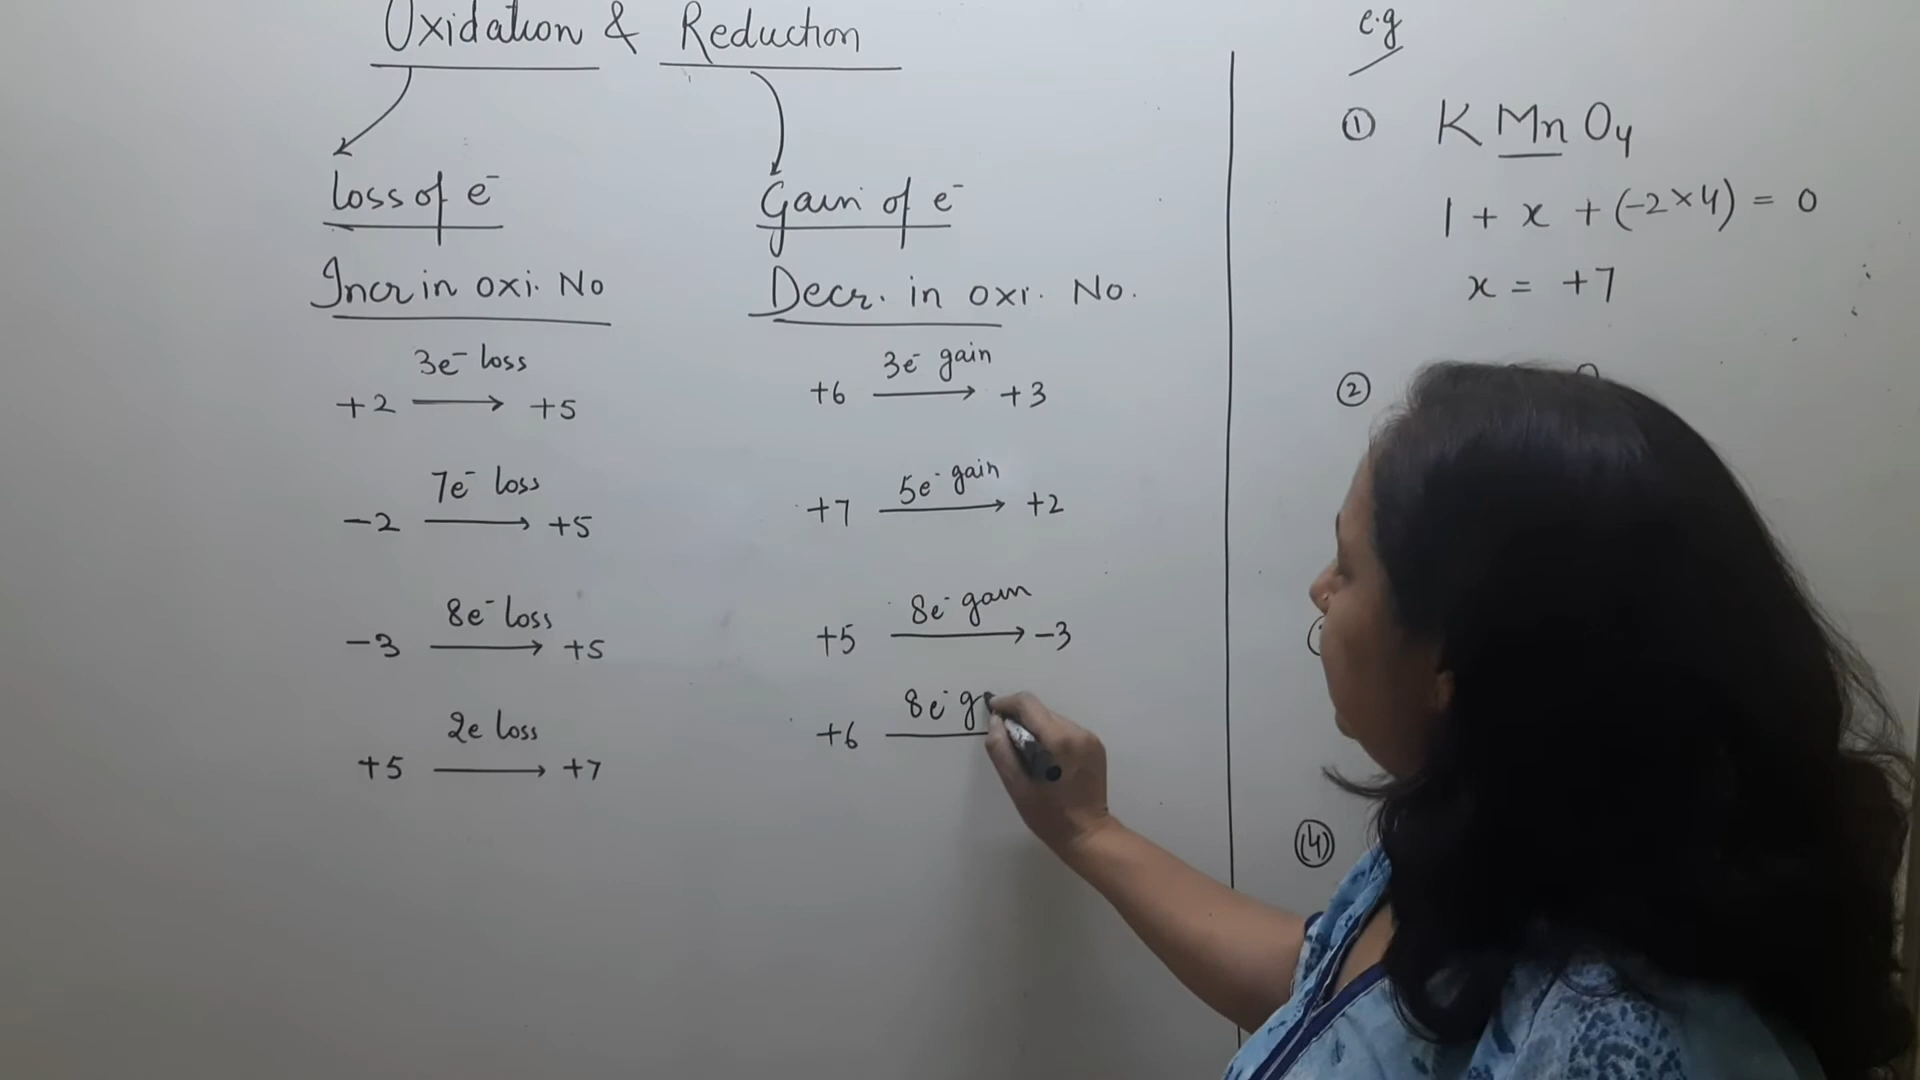 Oxidation & Reduction
Loss of e⁻
Incr in oxi. No
3e⁻ loss
+2 ⟶ +5
7e⁻ loss
−2 ⟶ +5
8e⁻ loss
−3 ⟶ +5
2e loss
+5 ⟶ +7
Gain of e⁻
Decr. in oxi. No.
3e⁻ gain
+6 ⟶ +3
5e⁻ gain
+7 ⟶ +2
8e⁻ gain
+5 ⟶ −3
8e⁻ g
+6
e.g
① KMnO₄
1 + x + (−2×4) = 0
x = +7
②
(4)